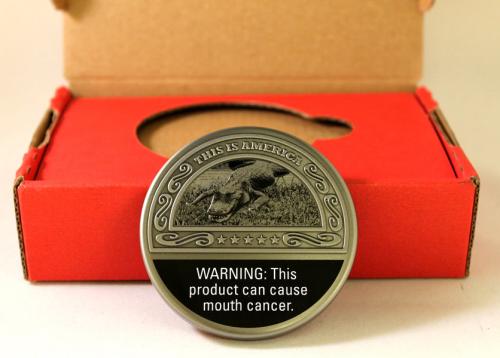 THIS IS AMERICA
WARNING: This
product can cause
mouth cancer.